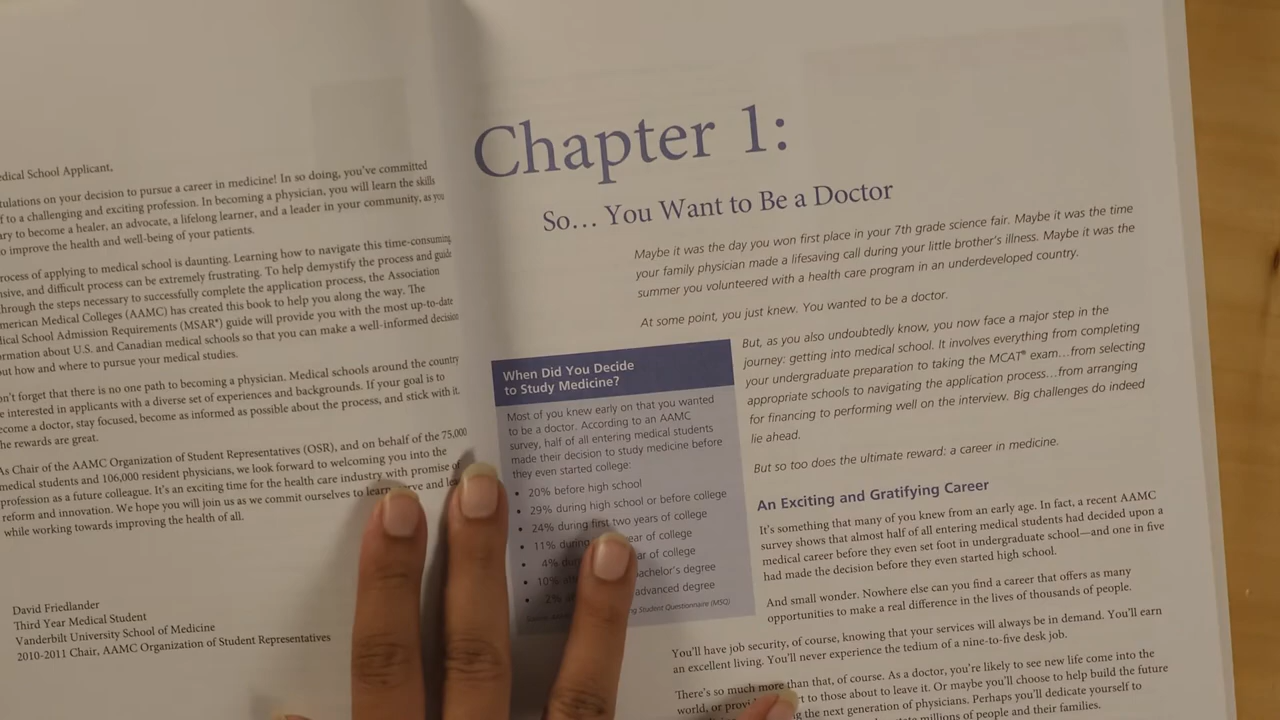 edical School Applicant,
tulations on your decision to pursue a career in medicine! In so doing, you've committed
f to a challenging and exciting profession. In becoming a physician, you will learn the skills
ary to become a healer, an advocate, a lifelong learner, and a leader in your community, as you
o improve the health and well-being of your patients.
rocess of applying to medical school is daunting. Learning how to navigate this time-consuming
nsive, and difficult process can be extremely frustrating. To help demystify the process and guide
hrough the steps necessary to successfully complete the application process, the Association
merican Medical Colleges (AAMC) has created this book to help you along the way. The
dical School Admission Requirements (MSAR®) guide will provide you with the most up-to-date
ormation about U.S. and Canadian medical schools so that you can make a well-informed decision
out how and where to pursue your medical studies.
on't forget that there is no one path to becoming a physician. Medical schools around the country
e interested in applicants with a diverse set of experiences and backgrounds. If your goal is to
ecome a doctor, stay focused, become as informed as possible about the process, and stick with it.
he rewards are great.
As Chair of the AAMC Organization of Student Representatives (OSR), and on behalf of the 75,000
medical students and 106,000 resident physicians, we look forward to welcoming you into the
profession as a future colleague. It's an exciting time for the health care industry with promise of
reform and innovation. We hope you will join us as we commit ourselves to learn, and
while working towards improving the health of all.
David Friedlander
Third Year Medical Student
Vanderbilt University School of Medicine
2010-2011 Chair, AAMC Organization of Student Representatives
Chapter 1:
So… You Want to Be a Doctor
Maybe it was the day you won first place in your 7th grade science fair. Maybe it was the time
your family physician made a lifesaving call during your little brother's illness. Maybe it was the
summer you volunteered with a health care program in an underdeveloped country.
At some point, you just knew. You wanted to be a doctor.
But, as you also undoubtedly know, you now face a major step in the
journey: getting into medical school. It involves everything from completing
your undergraduate preparation to taking the MCAT® exam…from selecting
appropriate schools to navigating the application process…from arranging
for financing to performing well on the interview. Big challenges do indeed
lie ahead.
But so too does the ultimate reward: a career in medicine.
When Did You Decide
to Study Medicine?
Most of you knew early on that you wanted
to be a doctor. According to an AAMC
survey, half of all entering medical students
made their decision to study medicine before
they even started college:
• 20% before high school
• 29% during high school or before college
• 24% during first two years of college
• 11% during year of college
• 4% during ar of college
• 10% bachelor's degree
• 2% advanced degree
ng Student Questionnaire (MSQ)
An Exciting and Gratifying Career
It's something that many of you knew from an early age. In fact, a recent AAMC
survey shows that almost half of all entering medical students had decided upon a
medical career before they even set foot in undergraduate school—and one in five
had made the decision before they even started high school.
And small wonder. Nowhere else can you find a career that offers as many
opportunities to make a real difference in the lives of thousands of people.
You'll have job security, of course, knowing that your services will always be in demand. You'll earn
an excellent living. You'll never experience the tedium of a nine-to-five desk job.
There's so much more than that, of course. As a doctor, you're likely to see new life come into the
world, or provi rt to those about to leave it. Or maybe you'll choose to help build the future
ng the next generation of physicians. Perhaps you'll dedicate yourself to
millions of people and their families.